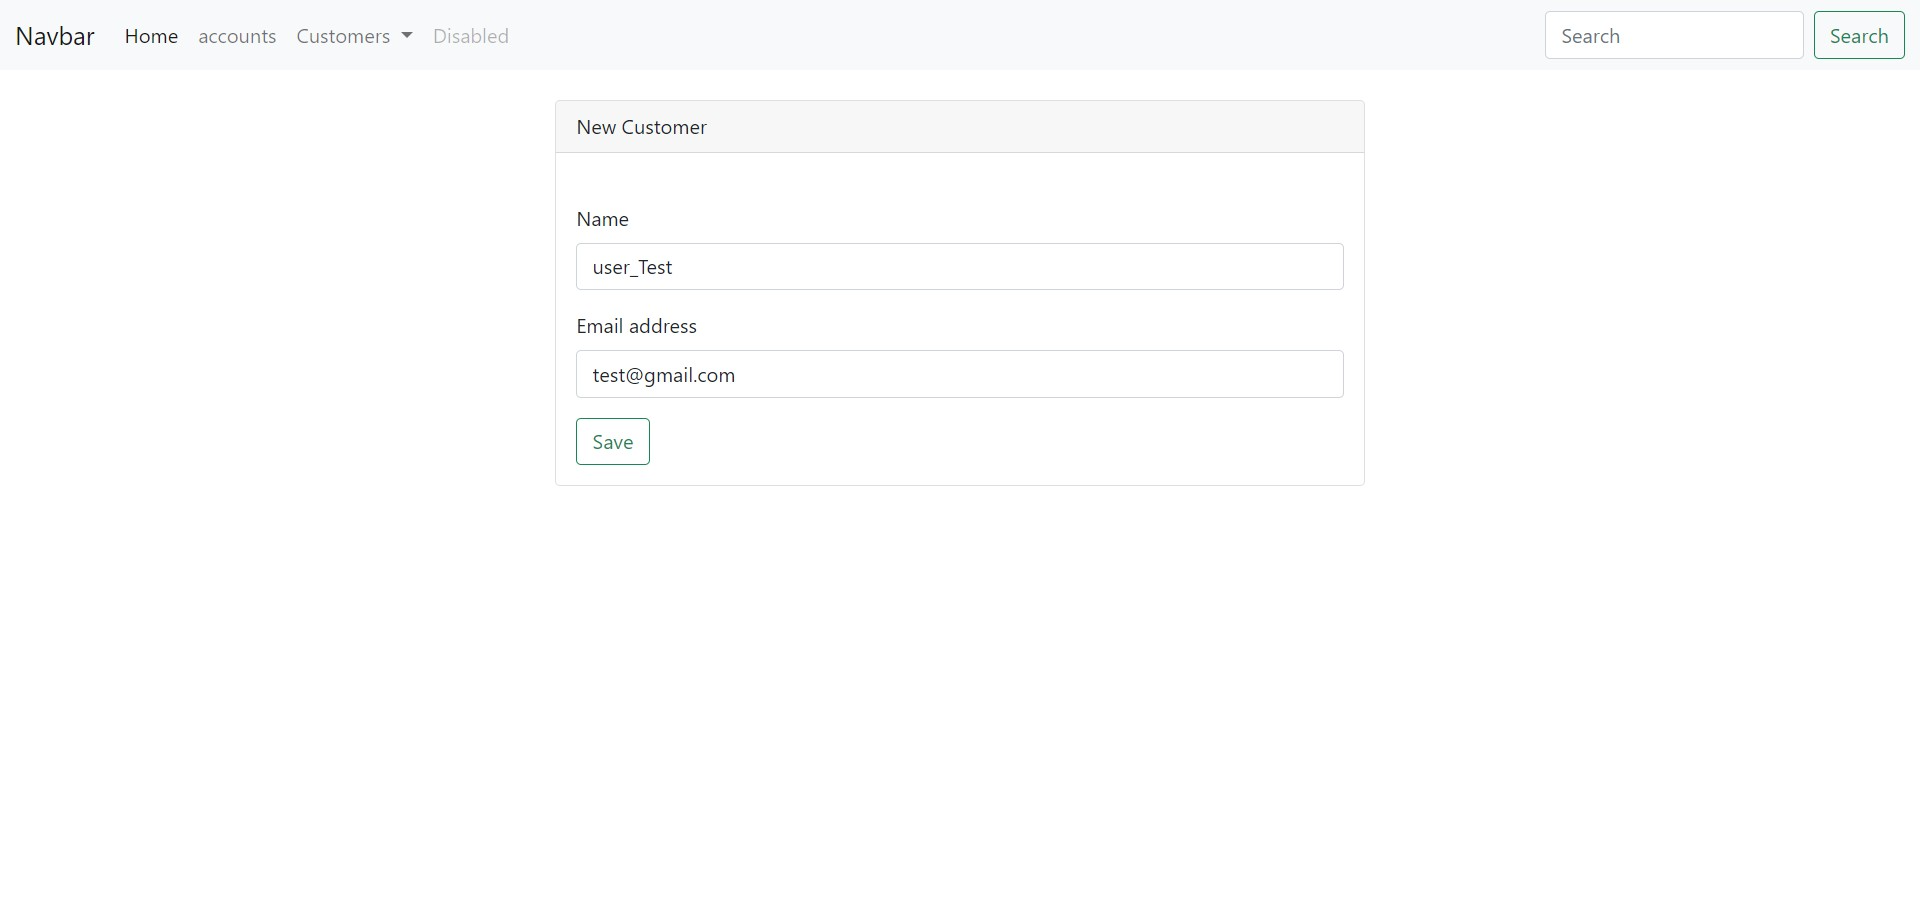 Navbar Home accounts Customers Disabled Search Search
New Customer
Name
user_Test
Email address
test@gmail.com
Save